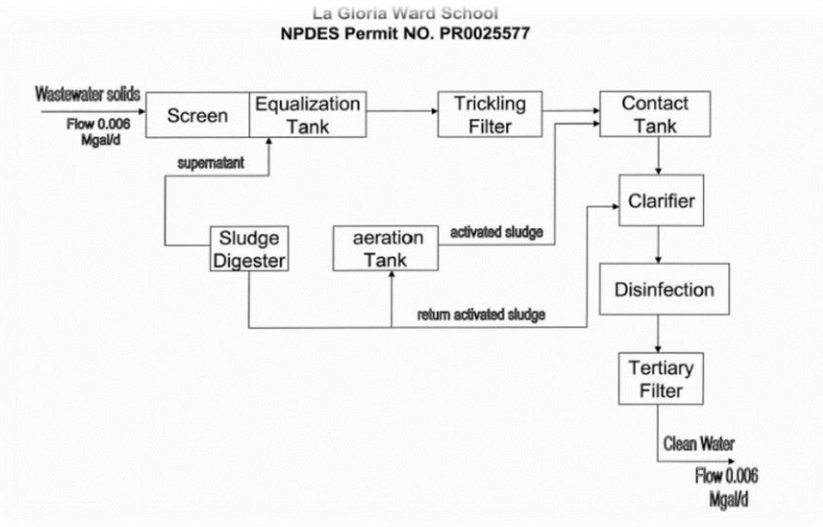 La Gloria Ward School
NPDES Permit NO. PR0025577
Wastewater solids
Flow 0.006
Mgal/d
Screen
Equalization
Tank
Trickling
Filter
Contact
Tank
supernatant
Clarifier
Sludge
Digester
aeration
Tank
activated sludge
Disinfection
return activated sludge
Tertiary
Filter
Clean Water
Flow 0.006
Mgal/d